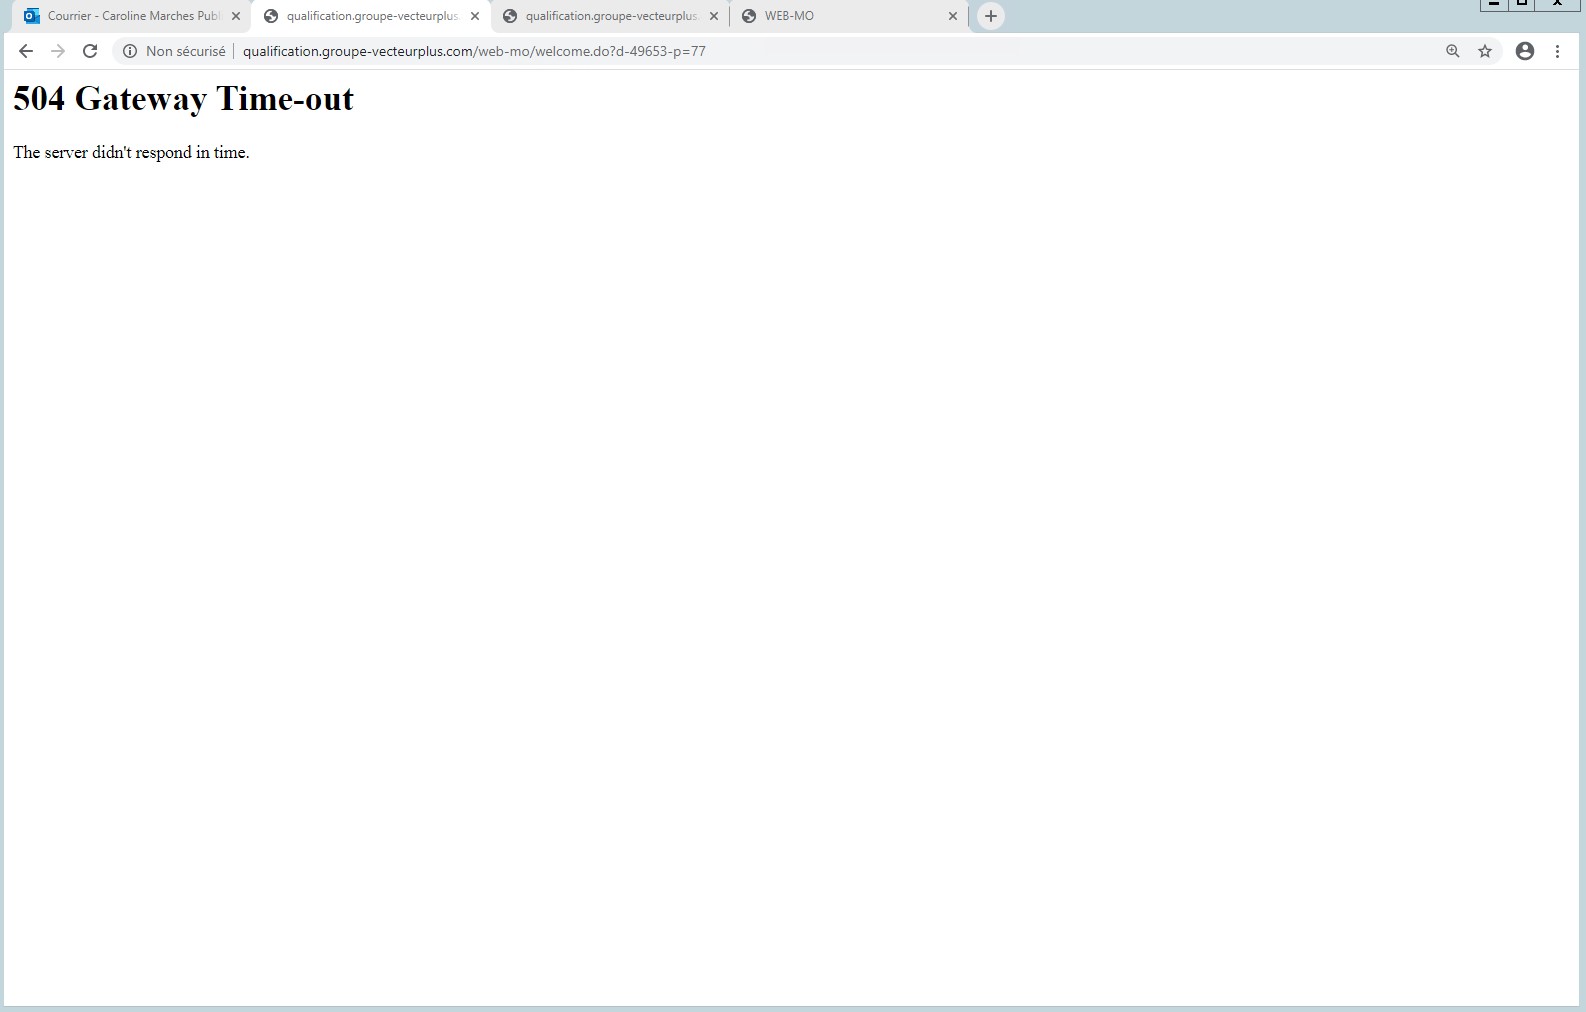 Courrier - Caroline Marches Publ
qualification.groupe-vecteurplus.
qualification.groupe-vecteurplus.
WEB-MO
Non sécurisé
qualification.groupe-vecteurplus.com/web-mo/welcome.do?d-49653-p=77
504 Gateway Time-out
The server didn't respond in time.